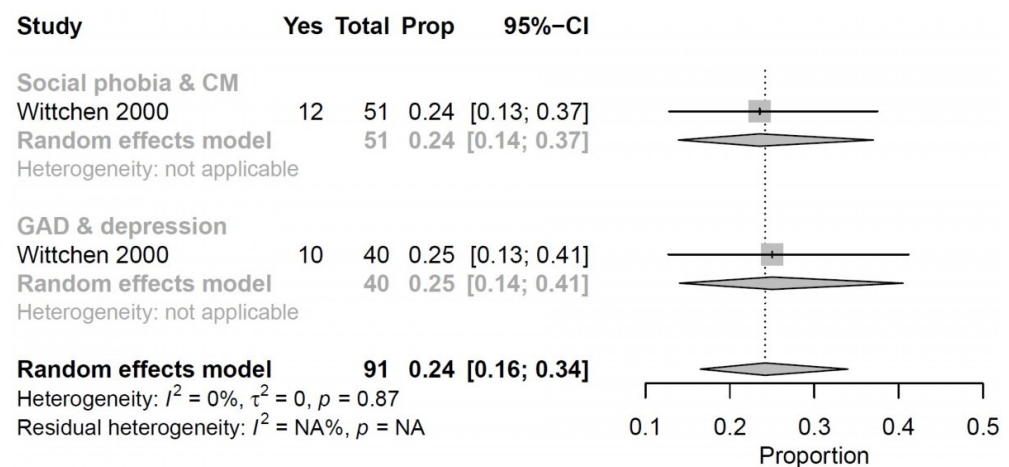 Study Yes Total Prop 95%−CI
Social phobia & CM
Wittchen 2000 12 51 0.24 [0.13; 0.37]
Random effects model 51 0.24 [0.14; 0.37]
Heterogeneity: not applicable
GAD & depression
Wittchen 2000 10 40 0.25 [0.13; 0.41]
Random effects model 40 0.25 [0.14; 0.41]
Heterogeneity: not applicable
Random effects model 91 0.24 [0.16; 0.34]
Heterogeneity: I² = 0%, τ² = 0, p = 0.87
Residual heterogeneity: I² = NA%, p = NA
0.1 0.2 0.3 0.4 0.5
Proportion